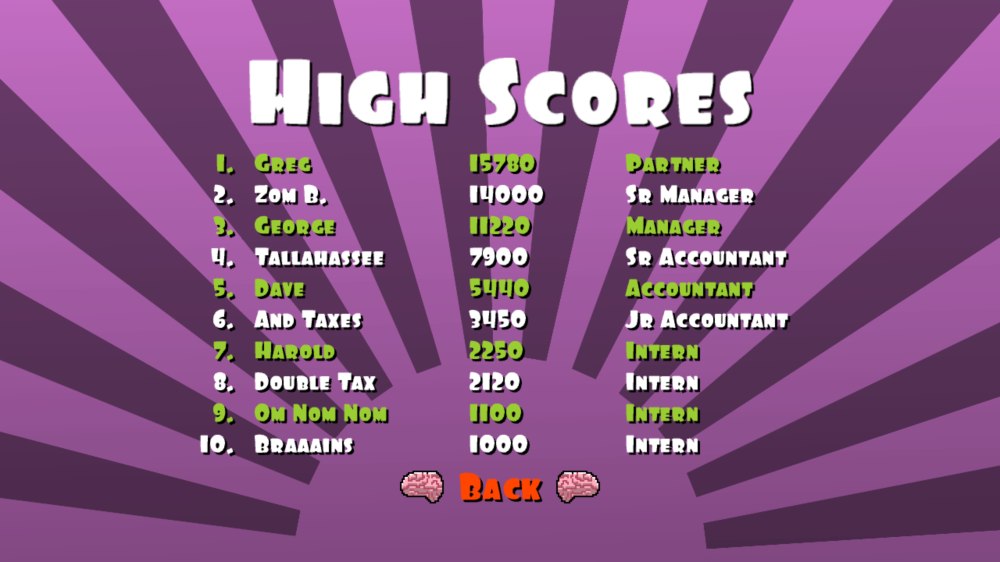 High Scores
1. Greg 15780 Partner
2. Zom B. 14000 Sr Manager
3. George 11220 Manager
4. Tallahassee 7900 Sr Accountant
5. Dave 5440 Accountant
6. And Taxes 3450 Jr Accountant
7. Harold 2250 Intern
8. Double Tax 2120 Intern
9. Om Nom Nom 1100 Intern
10. Braaains 1000 Intern
Back